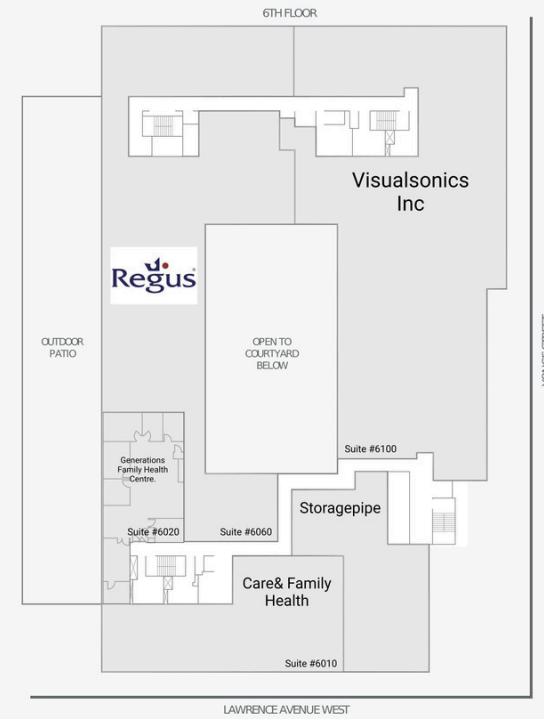 6TH FLOOR
Visualsonics
Inc
Regus
OUTDOOR
PATIO
OPEN TO
COURTYARD
BELOW
Suite #6100
Generations
Family Health
Centre.
Storagepipe
Suite #6020
Suite #6060
Care& Family
Health
Suite #6010
LAWRENCE AVENUE WEST